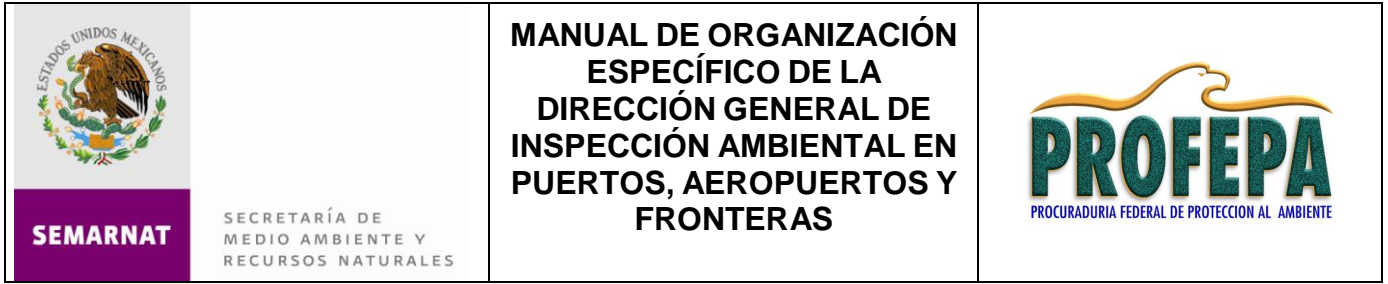 ESTADOS UNIDOS MEXICANOS
SEMARNAT
SECRETARÍA DE
MEDIO AMBIENTE Y
RECURSOS NATURALES
MANUAL DE ORGANIZACIÓN
ESPECÍFICO DE LA
DIRECCIÓN GENERAL DE
INSPECCIÓN AMBIENTAL EN
PUERTOS, AEROPUERTOS Y
FRONTERAS
PROFEPA
PROCURADURIA FEDERAL DE PROTECCION AL AMBIENTE